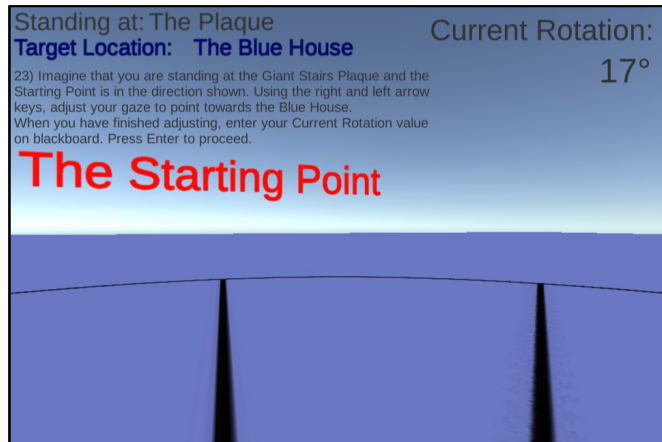 Standing at: The Plaque
Target Location: The Blue House
Current Rotation:
17°
23) Imagine that you are standing at the Giant Stairs Plaque and the
Starting Point is in the direction shown. Using the right and left arrow
keys, adjust your gaze to point towards the Blue House.
When you have finished adjusting, enter your Current Rotation value
on blackboard. Press Enter to proceed.
The Starting Point